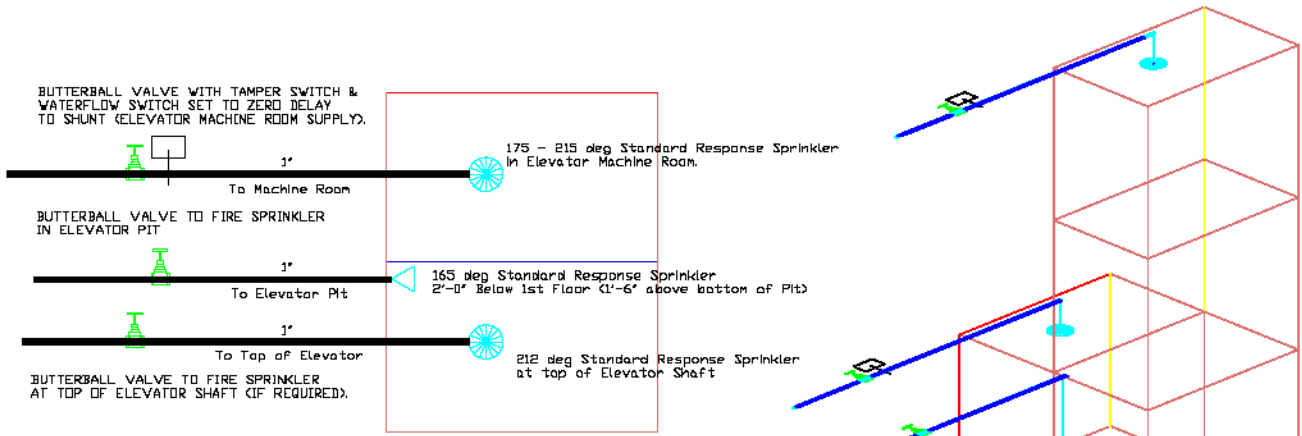 BUTTERBALL VALVE WITH TAMPER SWITCH &
WATERFLOW SWITCH SET TO ZERO DELAY
TO SHUNT (ELEVATOR MACHINE ROOM SUPPLY).
1"
To Machine Room
175 - 215 deg Standard Response Sprinkler
in Elevator Machine Room.
BUTTERBALL VALVE TO FIRE SPRINKLER
IN ELEVATOR PIT
1"
To Elevator Pit
165 deg Standard Response Sprinkler
2'-0" Below 1st Floor (1'-6" above bottom of Pit)
1"
To Top of Elevator
212 deg Standard Response Sprinkler
at top of Elevator Shaft
BUTTERBALL VALVE TO FIRE SPRINKLER
AT TOP OF ELEVATOR SHAFT (IF REQUIRED).